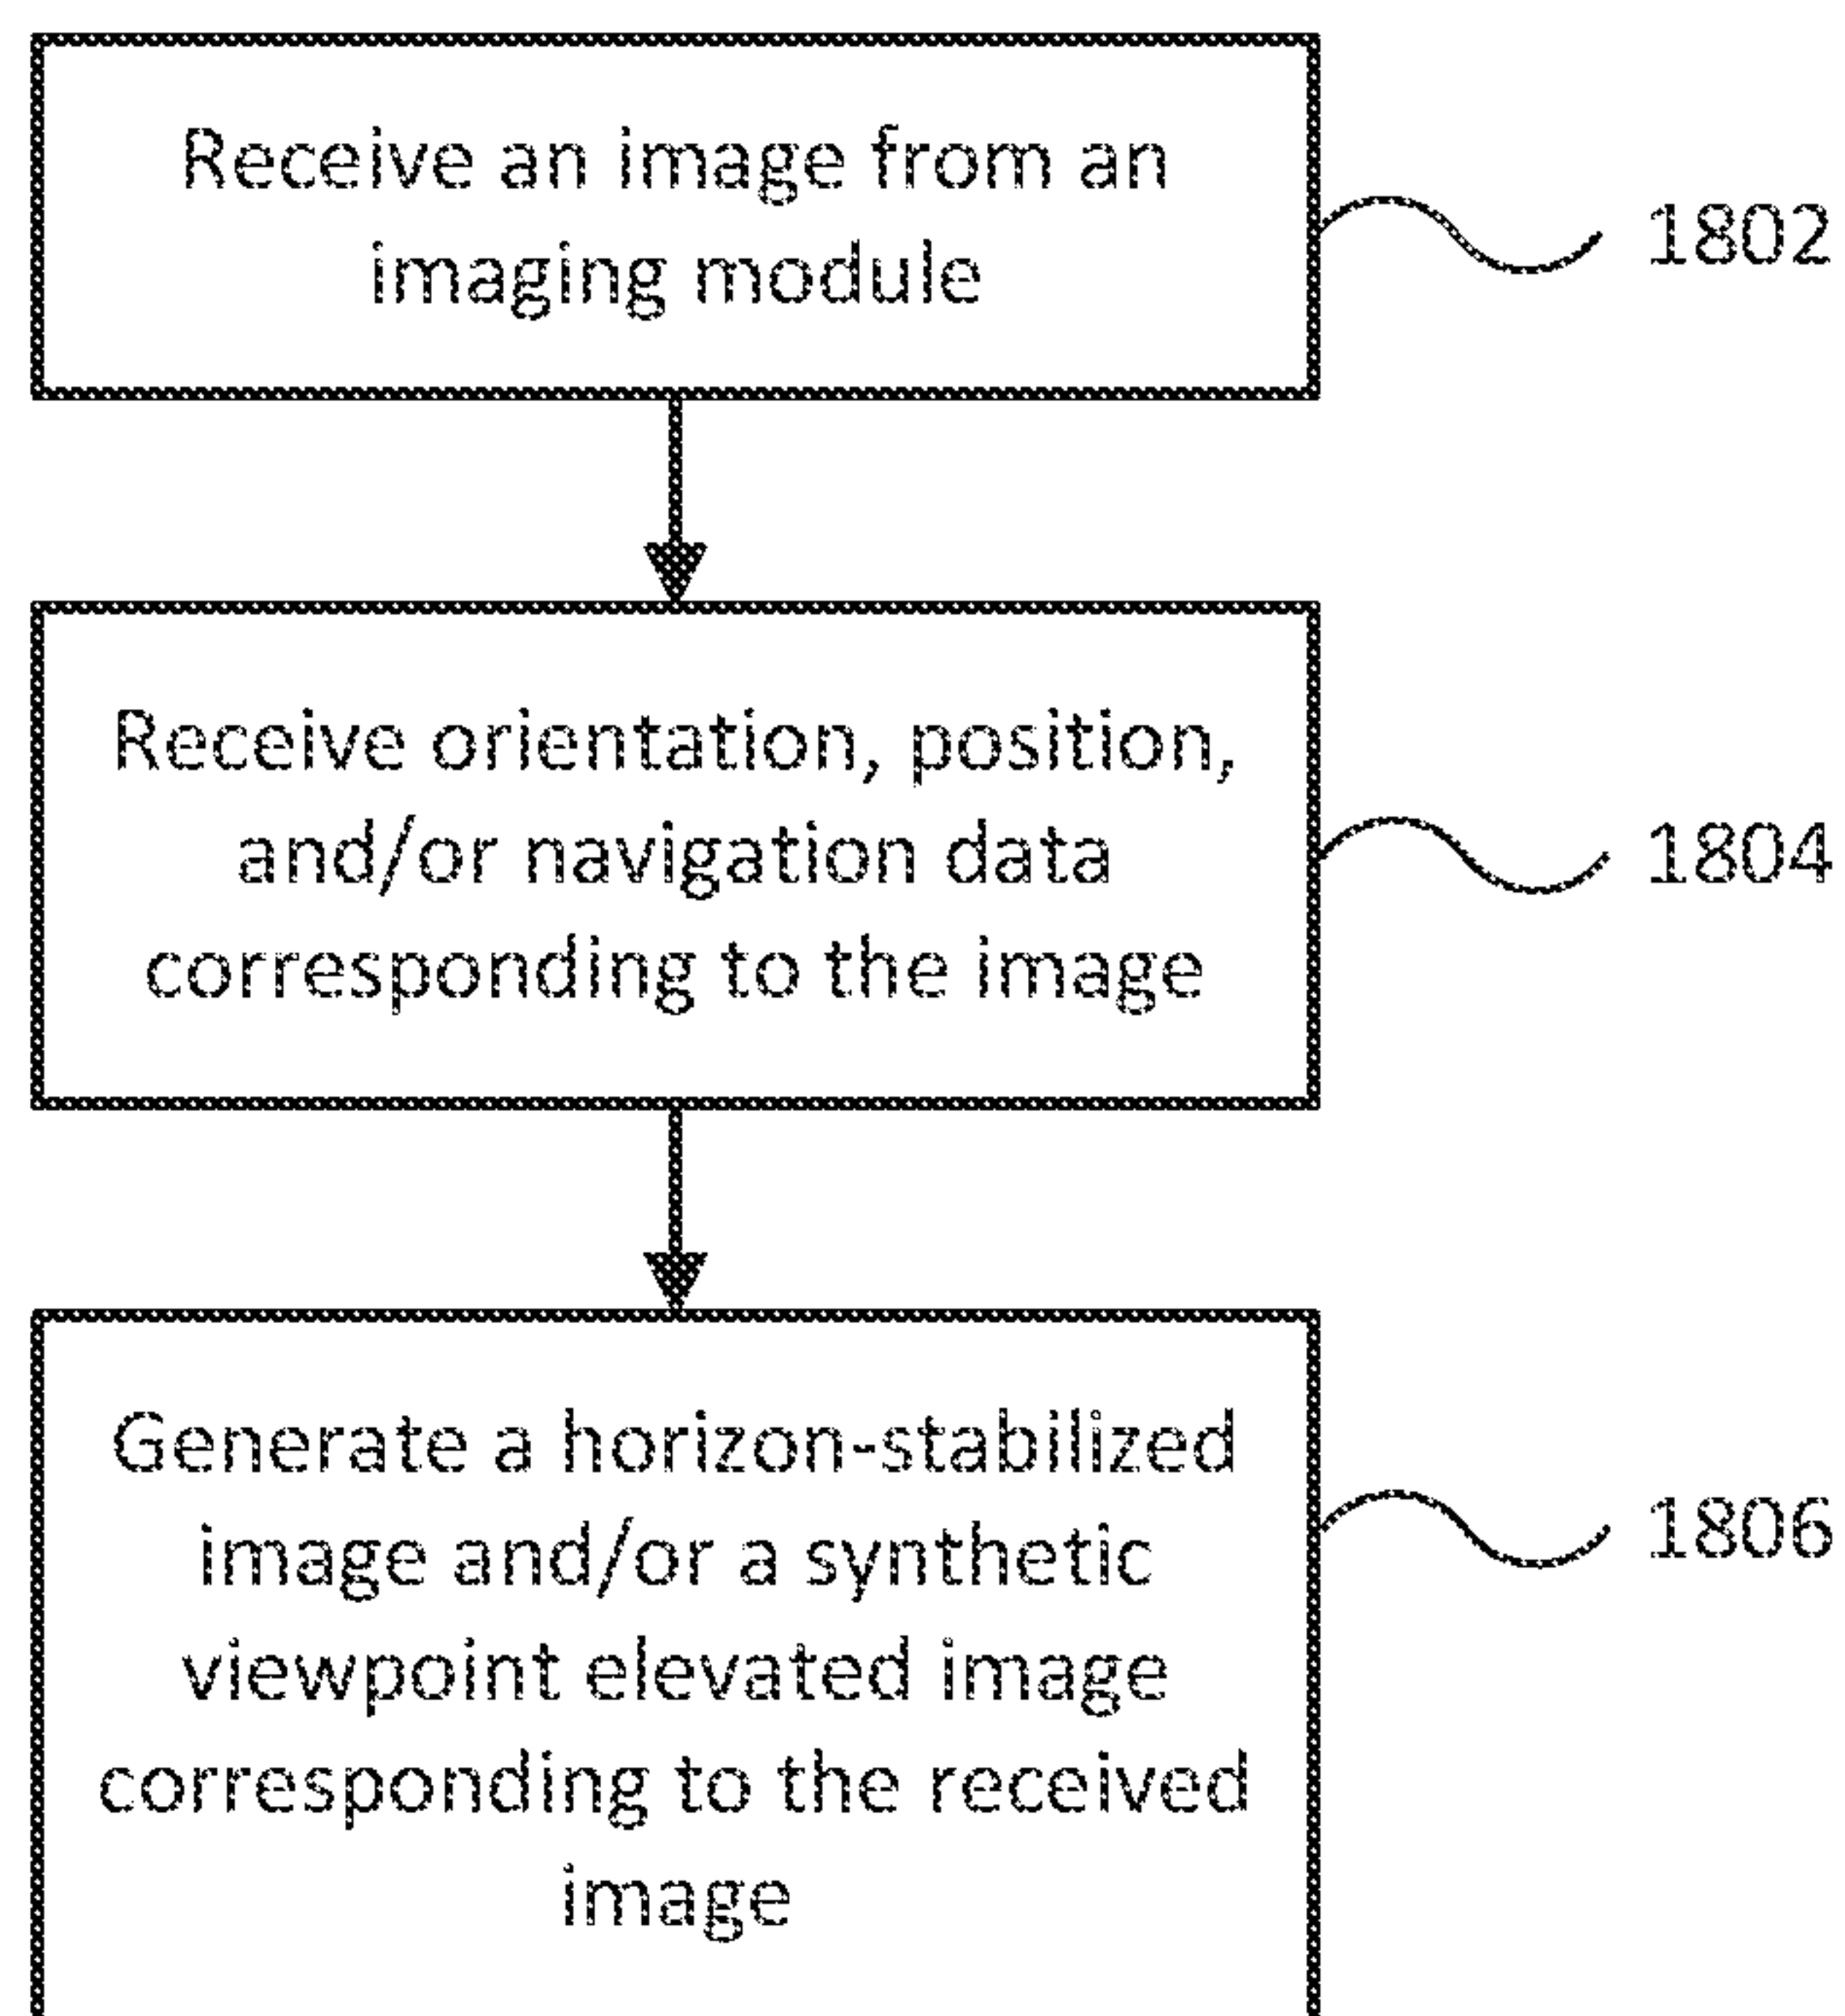 Receive an image from an
imaging module
1802
Receive orientation, position,
and/or navigation data
corresponding to the image
1804
Generate a horizon-stabilized
image and/or a synthetic
viewpoint elevated image
corresponding to the received
image
1806